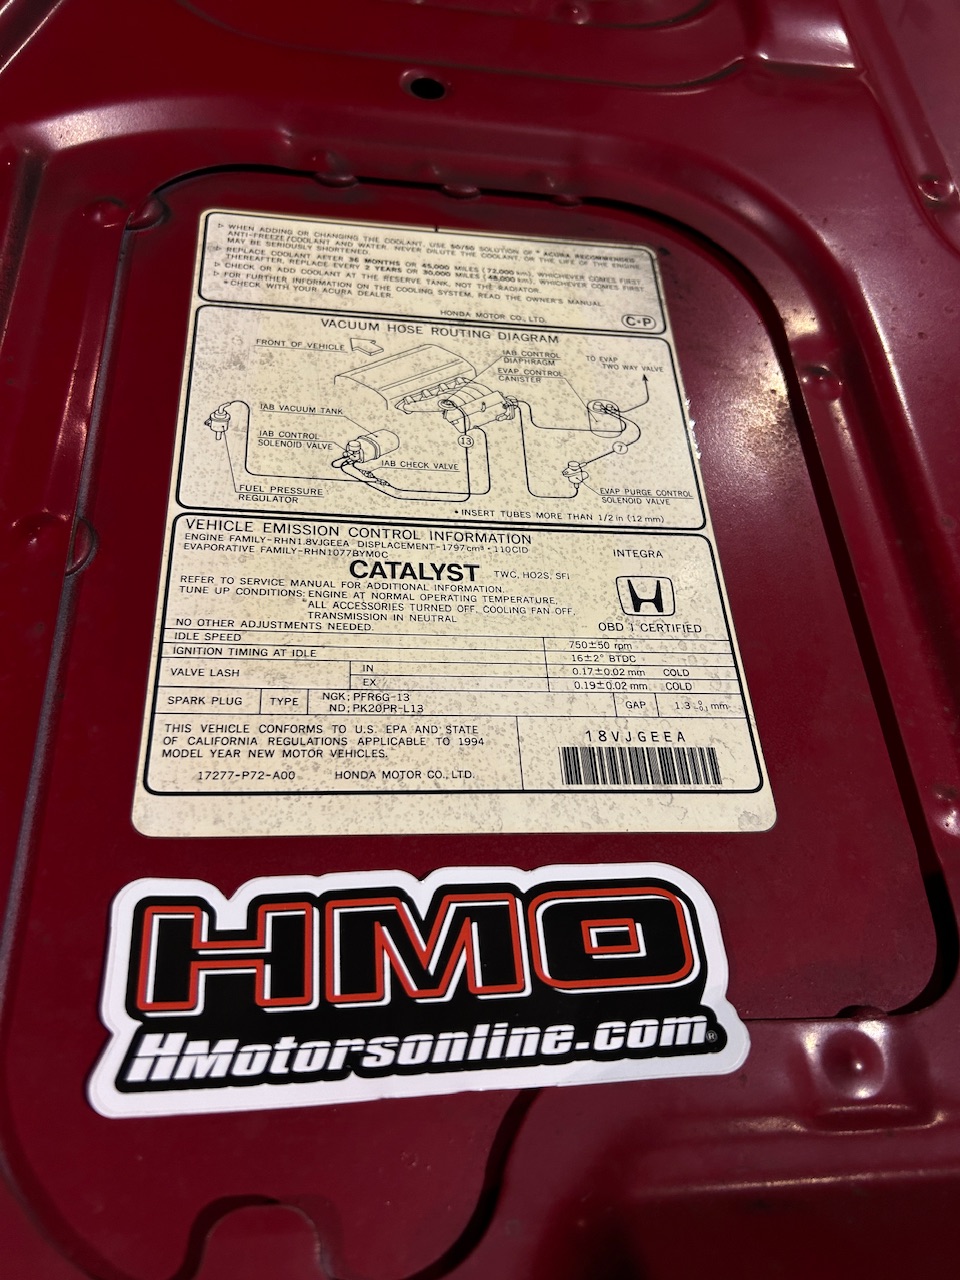 ▷ WHEN ADDING OR CHANGING THE COOLANT, USE 50/50 SOLUTION OF * ACURA RECOMMENDED
ANTI-FREEZE/COOLANT AND WATER. NEVER DILUTE THE COOLANT, OR THE LIFE OF THE ENGINE
MAY BE SERIOUSLY SHORTENED.
▷ REPLACE COOLANT AFTER 36 MONTHS OR 45,000 MILES (72,000 km), WHICHEVER COMES FIRST
THEREAFTER, REPLACE EVERY 2 YEARS OR 30,000 MILES (48,000 km), WHICHEVER COMES FIRST
▷ CHECK OR ADD COOLANT AT THE RESERVE TANK, NOT THE RADIATOR.
▷ FOR FURTHER INFORMATION ON THE COOLING SYSTEM, READ THE OWNER'S MANUAL.
* CHECK WITH YOUR ACURA DEALER.
HONDA MOTOR CO., LTD.
C•P
VACUUM HOSE ROUTING DIAGRAM
FRONT OF VEHICLE
IAB CONTROL
DIAPHRAGM
TO EVAP
TWO WAY VALVE
EVAP CONTROL
CANISTER
IAB VACUUM TANK
IAB CONTROL
SOLENOID VALVE
13
7
IAB CHECK VALVE
FUEL PRESSURE
REGULATOR
EVAP PURGE CONTROL
SOLENOID VALVE
• INSERT TUBES MORE THAN 1/2 in (12 mm)
VEHICLE EMISSION CONTROL INFORMATION
ENGINE FAMILY-RHN1.8VJGEEA DISPLACEMENT-1797cm³ • 110CID
EVAPORATIVE FAMILY-RHN1077BYM0C
INTEGRA
CATALYST TWC, HO2S, SFI
REFER TO SERVICE MANUAL FOR ADDITIONAL INFORMATION.
TUNE UP CONDITIONS: ENGINE AT NORMAL OPERATING TEMPERATURE,
ALL ACCESSORIES TURNED OFF, COOLING FAN OFF,
TRANSMISSION IN NEUTRAL
NO OTHER ADJUSTMENTS NEEDED.
OBD I CERTIFIED
IDLE SPEED 750±50 rpm
IGNITION TIMING AT IDLE 16±2° BTDC
VALVE LASH IN 0.17±0.02 mm COLD
EX 0.19±0.02 mm COLD
SPARK PLUG TYPE NGK; PFR6G-13
ND; PK20PR-L13 GAP 1.3 0 -0.1 mm
THIS VEHICLE CONFORMS TO U.S. EPA AND STATE
OF CALIFORNIA REGULATIONS APPLICABLE TO 1994
MODEL YEAR NEW MOTOR VEHICLES.
18VJGEEA
17277-P72-A00 HONDA MOTOR CO., LTD.
HMO
HMotorsonline.com®